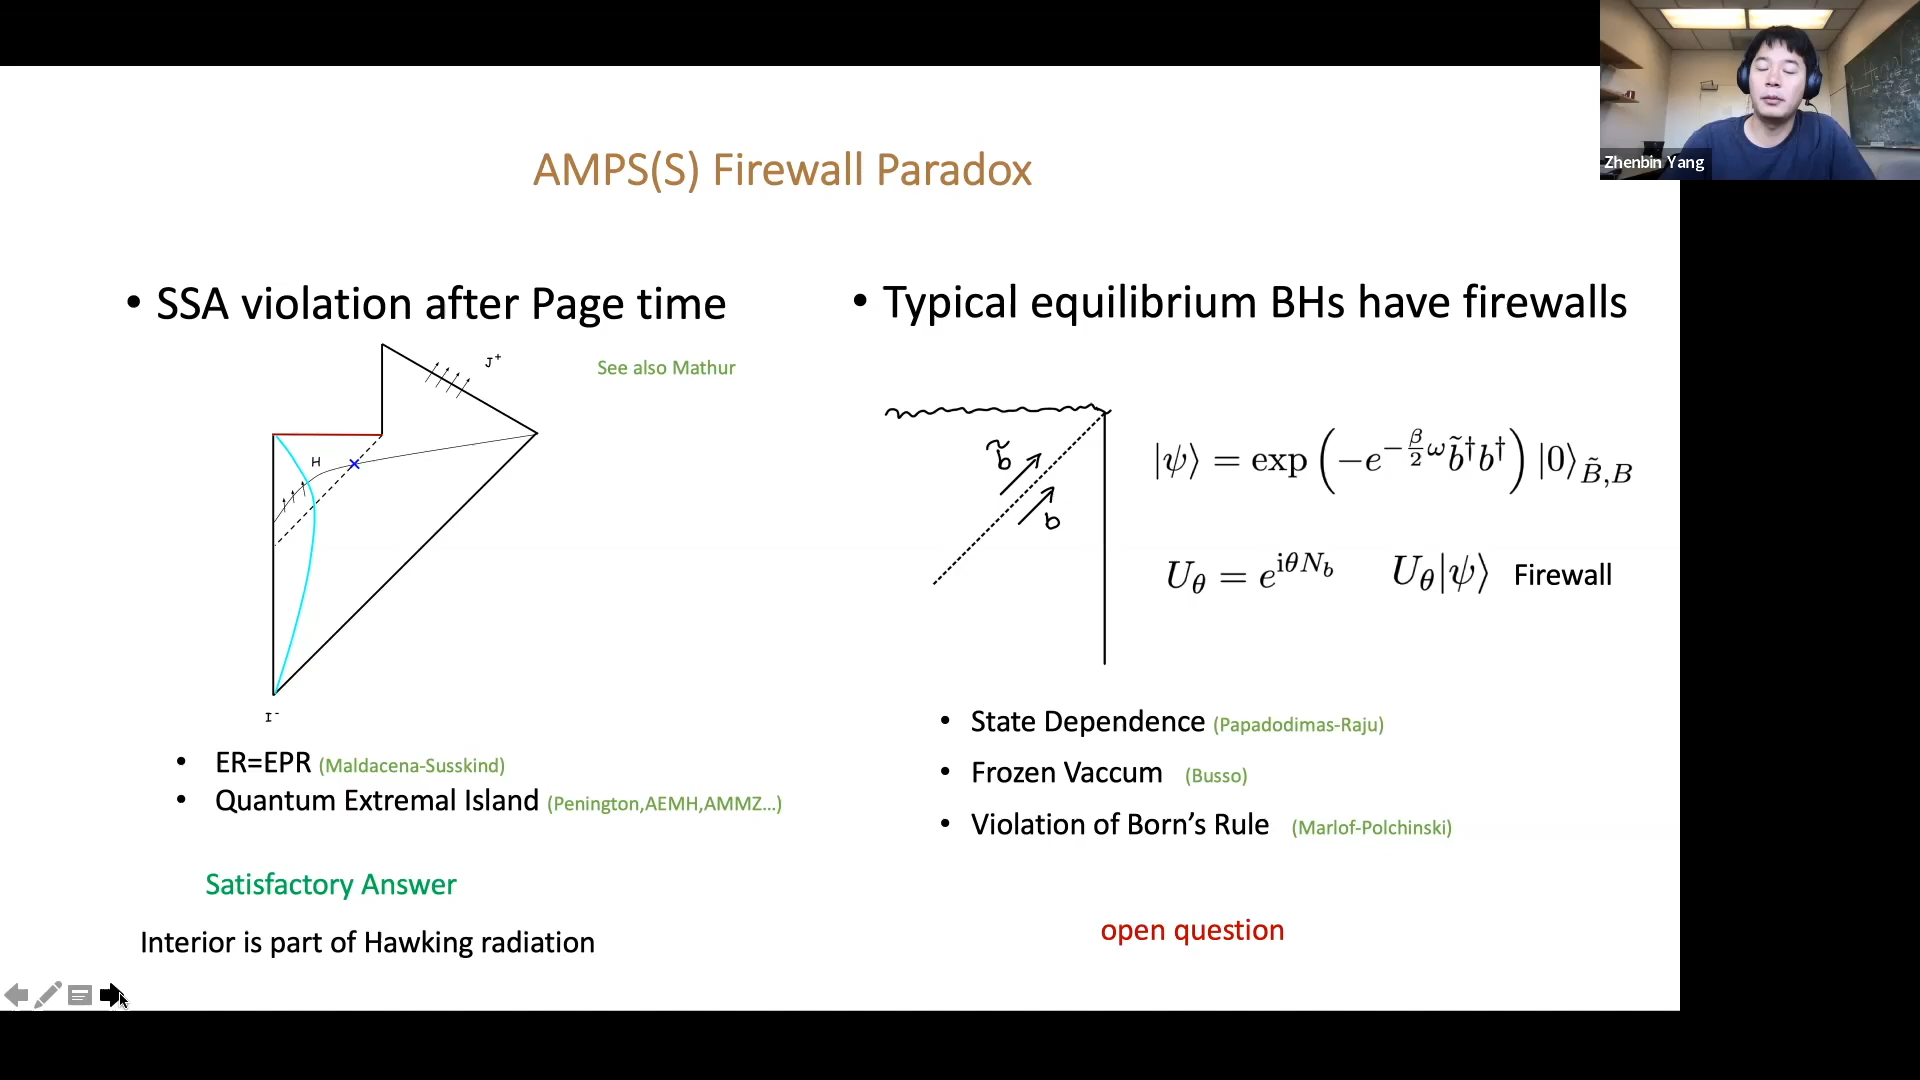 AMPS(S) Firewall Paradox
Zhenbin Yang
• SSA violation after Page time
See also Mathur
J⁺
H
I⁻
• ER=EPR (Maldacena-Susskind)
• Quantum Extremal Island (Penington,AEMH,AMMZ...)
Satisfactory Answer
Interior is part of Hawking radiation
• Typical equilibrium BHs have firewalls
b̃
b
|ψ⟩ = exp(−e^{−β/2 ω} b̃†b†) |0⟩_{B̃,B}
U_θ = e^{iθN_b} U_θ|ψ⟩ Firewall
• State Dependence (Papadodimas-Raju)
• Frozen Vaccum (Busso)
• Violation of Born’s Rule (Marlof-Polchinski)
open question